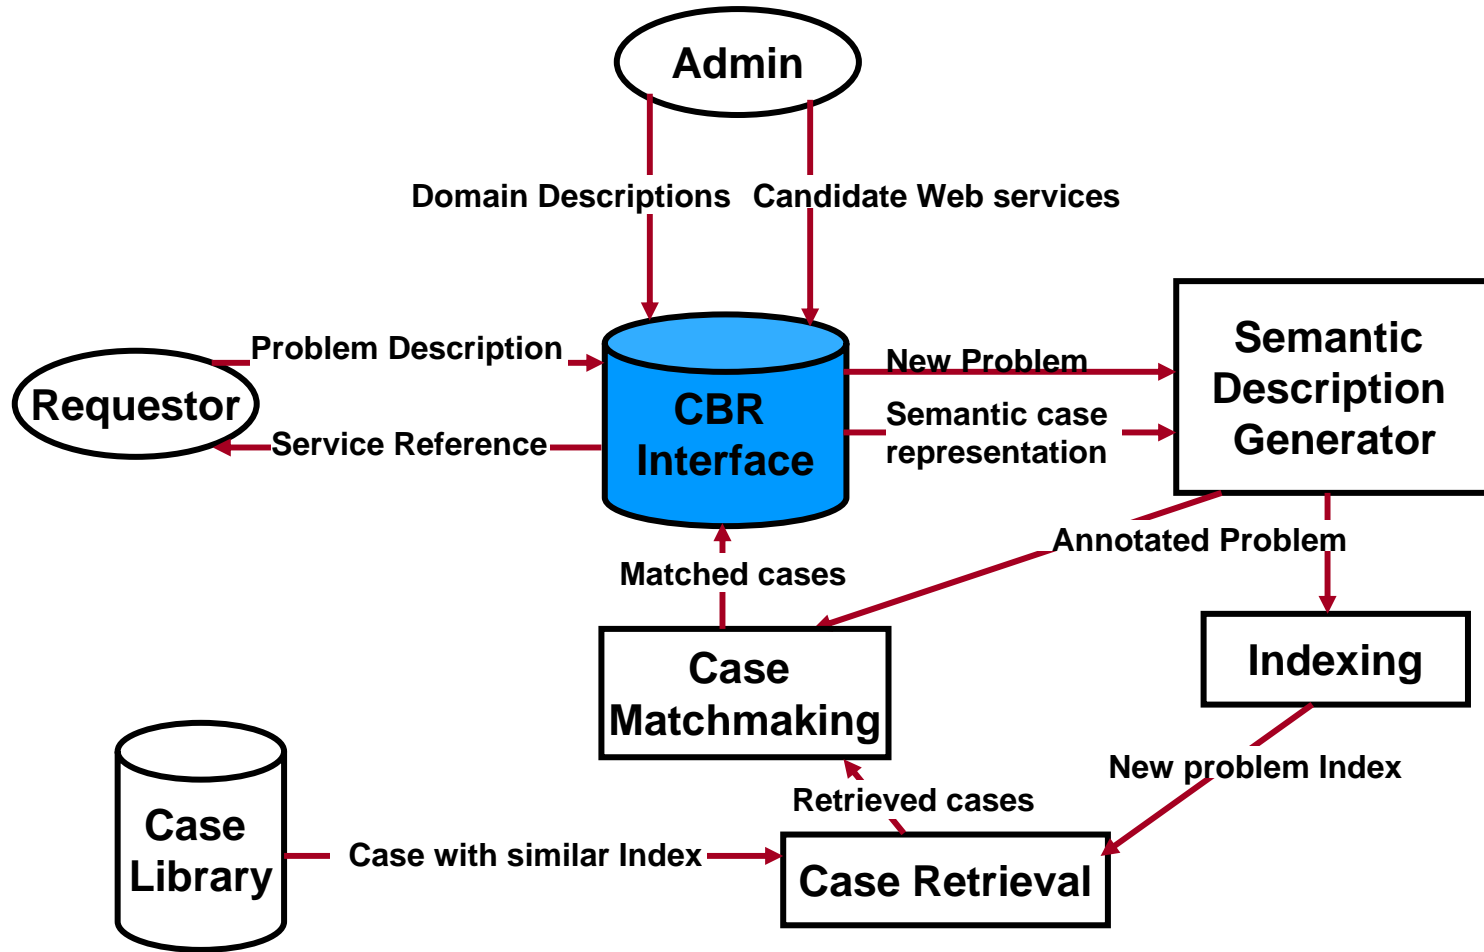 Admin
Domain Descriptions
Candidate Web services
Problem Description
New Problem
Semantic
Description
Generator
Requestor
CBR
Interface
Semantic case
representation
Service Reference
Annotated Problem
Matched cases
Case
Matchmaking
Indexing
New problem Index
Retrieved cases
Case
Library
Case with similar Index
Case Retrieval